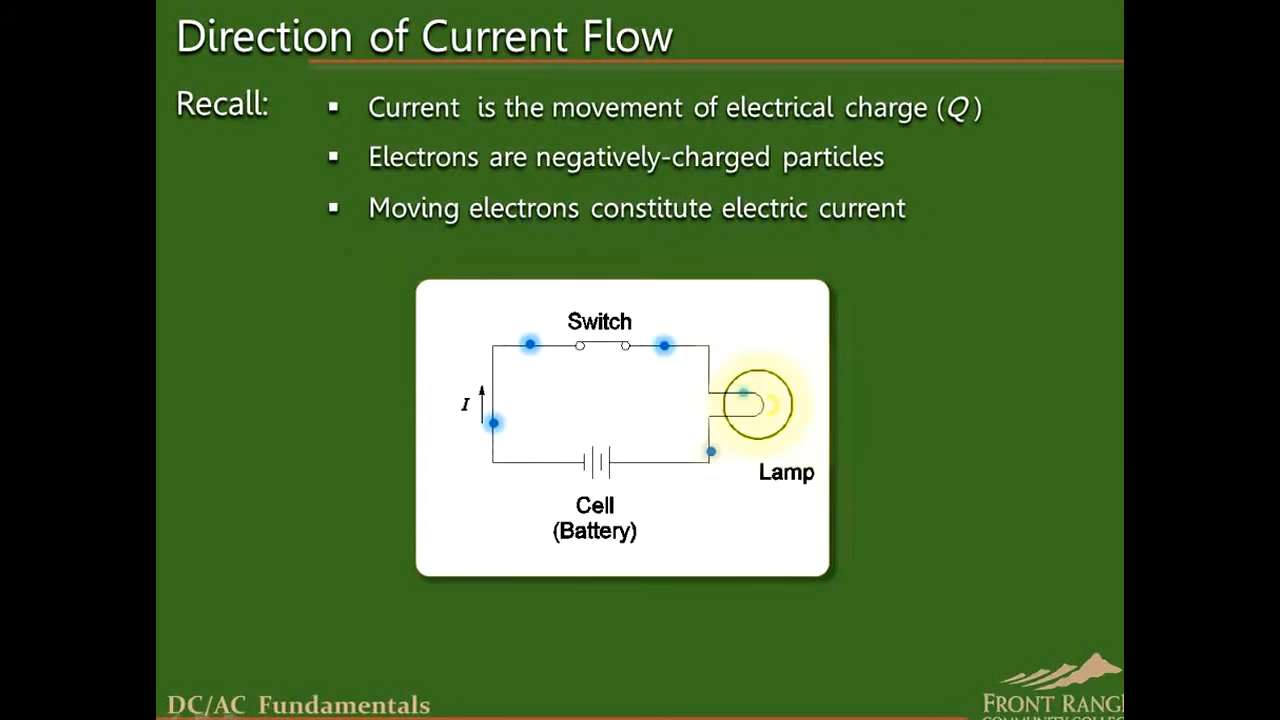 Direction of Current Flow
Recall:
▪ Current is the movement of electrical charge (Q)
▪ Electrons are negatively-charged particles
▪ Moving electrons constitute electric current
Switch
I
Lamp
Cell
(Battery)
DC/AC Fundamentals
FRONT RANG